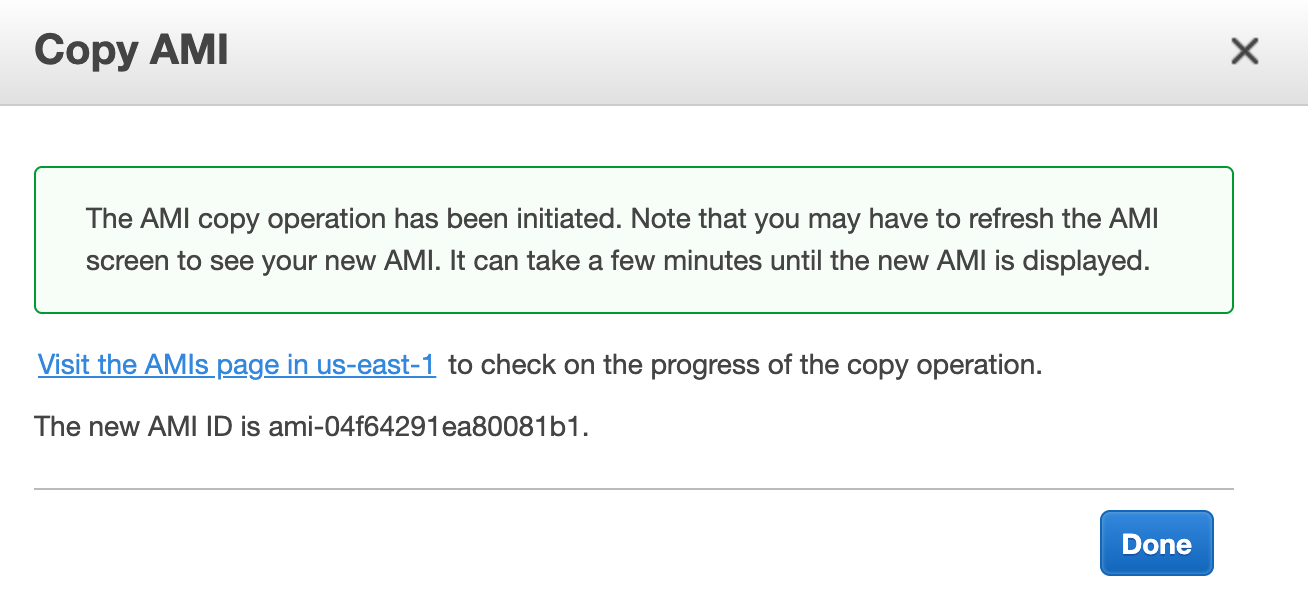 Copy AMI
The AMI copy operation has been initiated. Note that you may have to refresh the AMI
screen to see your new AMI. It can take a few minutes until the new AMI is displayed.
Visit the AMIs page in us-east-1 to check on the progress of the copy operation.
The new AMI ID is ami-04f64291ea80081b1.
Done